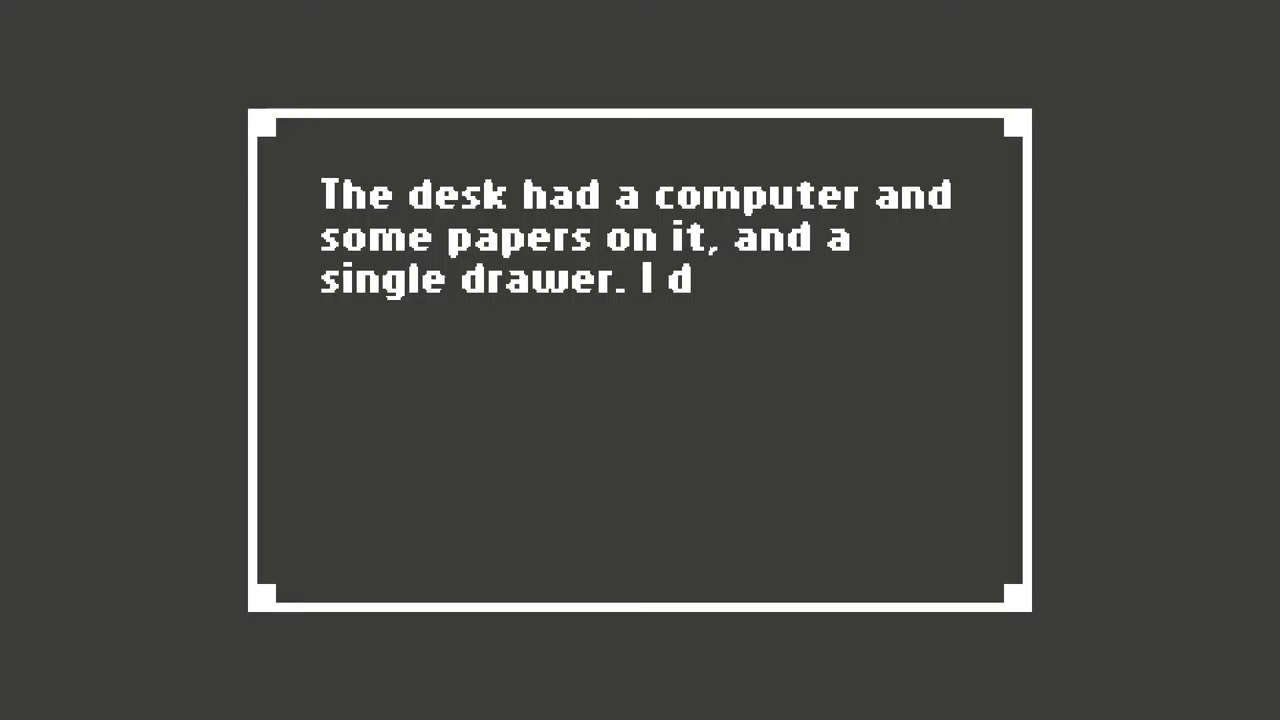 The desk had a computer and
some papers on it, and a
single drawer. I d